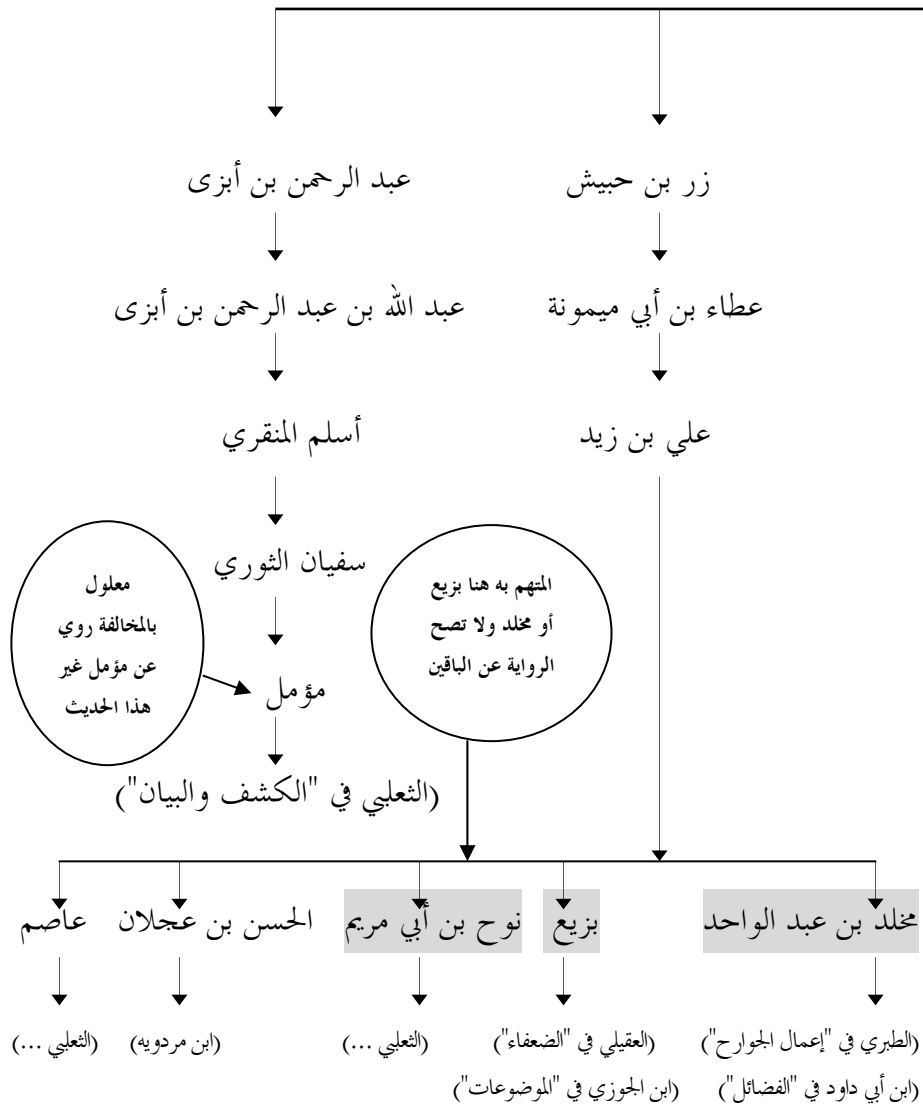 زر بن حبيش
عبد الرحمن بن أبزى
عطاء بن أبي ميمونة
عبد الله بن عبد الرحمن بن أبزى
علي بن زيد
أسلم المنقري
سفيان الثوري
المتهم به هنا بزيع
أو مخلد ولا تصح
الرواية عن الباقين
معلول
بالمخالفة روي
عن مؤمل غير
هذا الحديث
مؤمل
(الثعلبي في "الكشف والبيان")
مخلد بن عبد الواحد
بزيع
نوح بن أبي مريم
الحسن بن عجلان
عاصم
(الطبري في "إعمال الجوارح")
(ابن أبي داود في "الفضائل")
(العقيلي في "الضعفاء")
(ابن الجوزي في "الموضوعات")
(الثعلبي ...)
(ابن مردويه)
(الثعلبي ...)